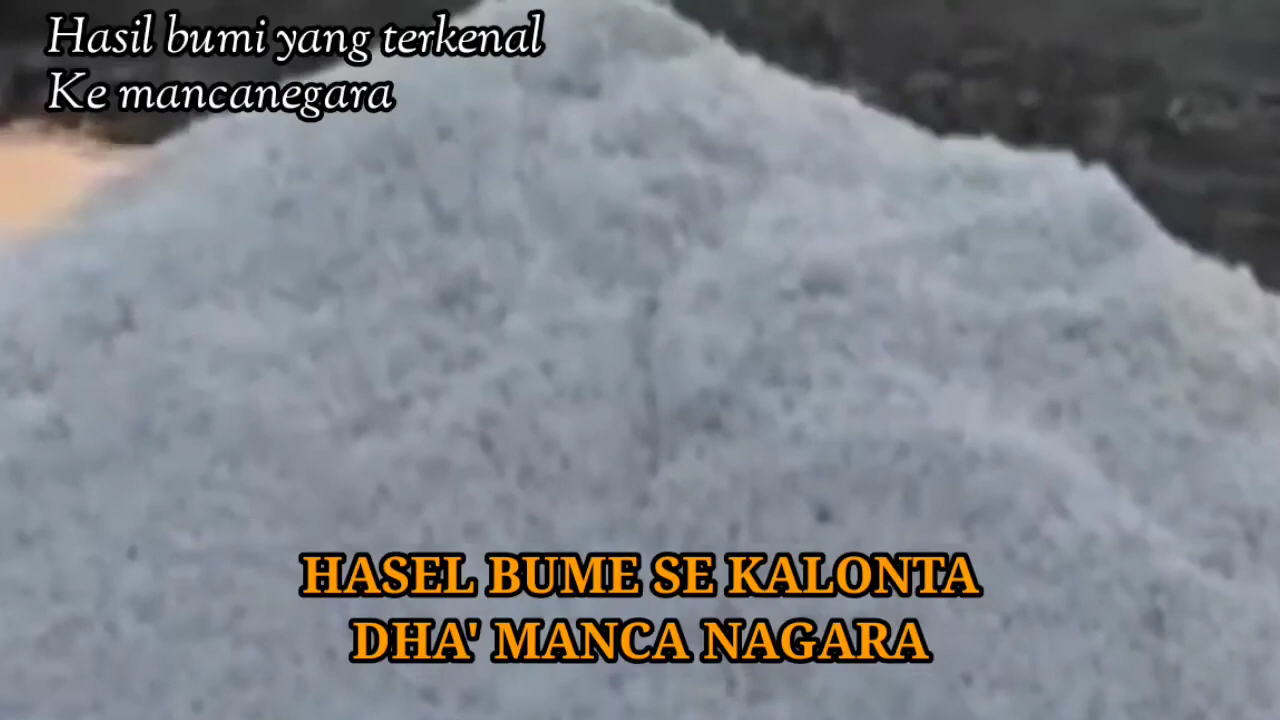 Hasil bumi yang terkenal
Ke mancanegara
HASEL BUME SE KALONTA
DHA' MANCA NAGARA